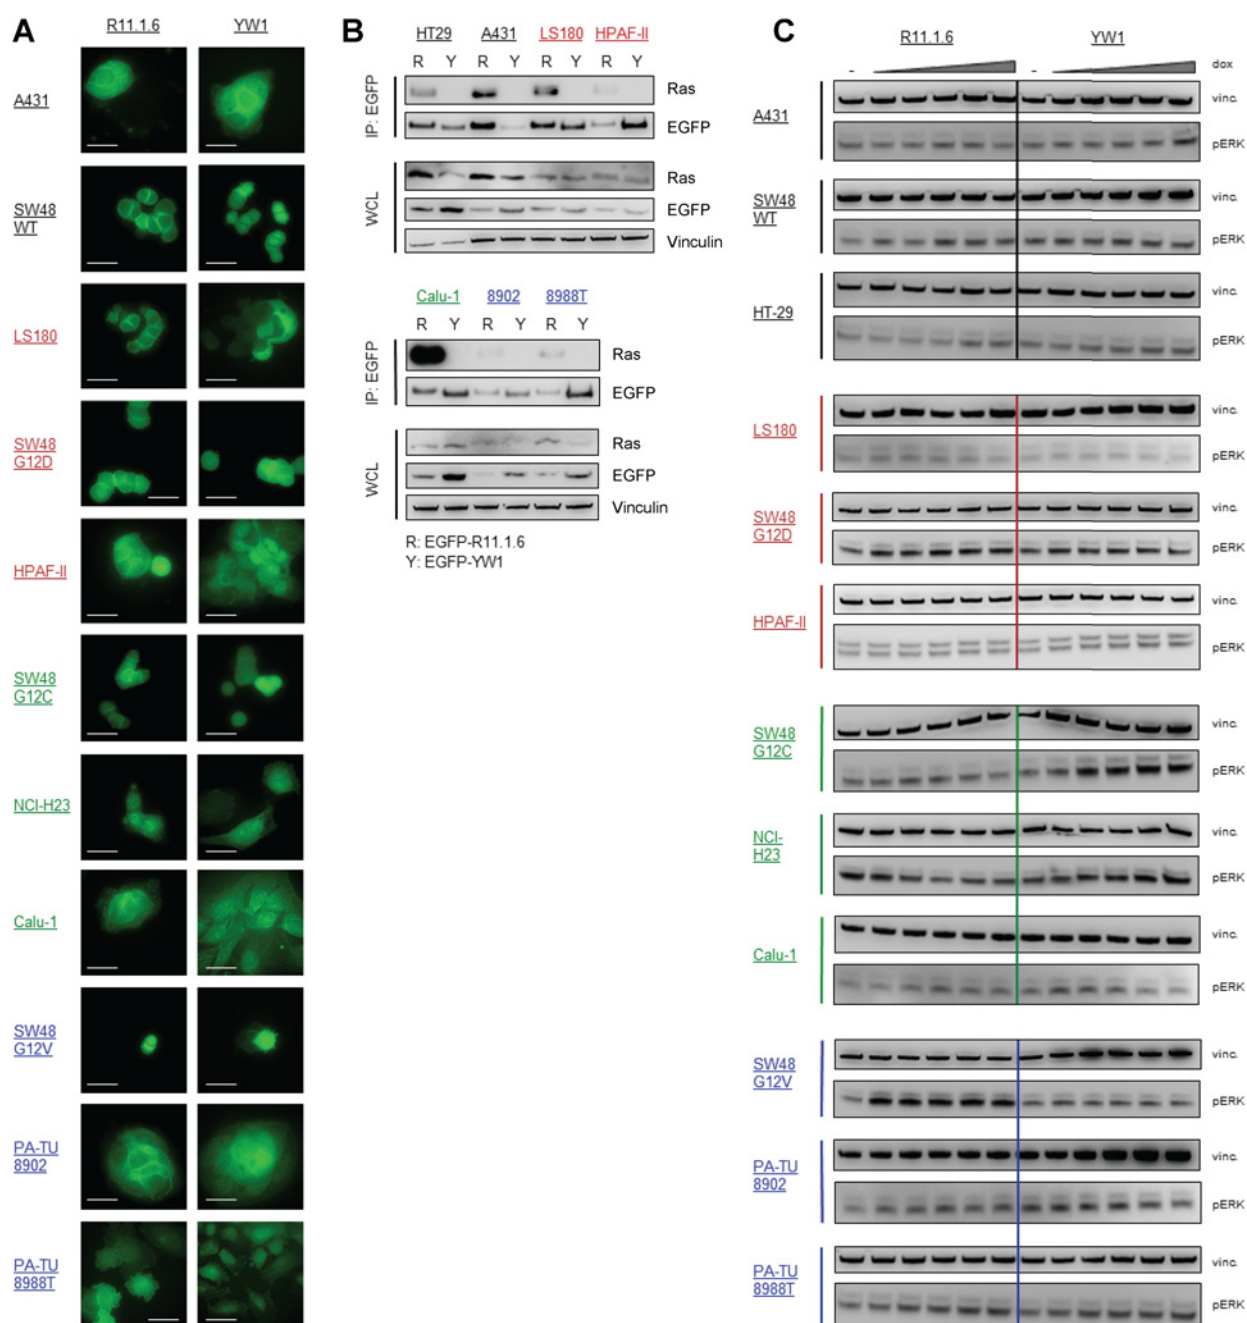 A
R11.1.6 YW1
A431
SW48
WT
LS180
SW48
G12D
HPAF-II
SW48
G12C
NCI-H23
Calu-1
SW48
G12V
PA-TU
8902
PA-TU
8988T
B
HT29 A431 LS180 HPAF-II
R Y R Y R Y R Y
IP: EGFP
Ras
EGFP
WCL
Ras
EGFP
Vinculin
Calu-1 8902 8988T
R Y R Y R Y
IP: EGFP
Ras
EGFP
WCL
Ras
EGFP
Vinculin
R: EGFP-R11.1.6
Y: EGFP-YW1
C
R11.1.6 YW1
- - dox
A431
vinc.
pERK
SW48
WT
vinc.
pERK
HT-29
vinc.
pERK
LS180
vinc.
pERK
SW48
G12D
vinc.
pERK
HPAF-II
vinc.
pERK
SW48
G12C
vinc.
pERK
NCI-
H23
vinc.
pERK
Calu-1
vinc.
pERK
SW48
G12V
vinc.
pERK
PA-TU
8902
vinc.
pERK
PA-TU
8988T
vinc.
pERK